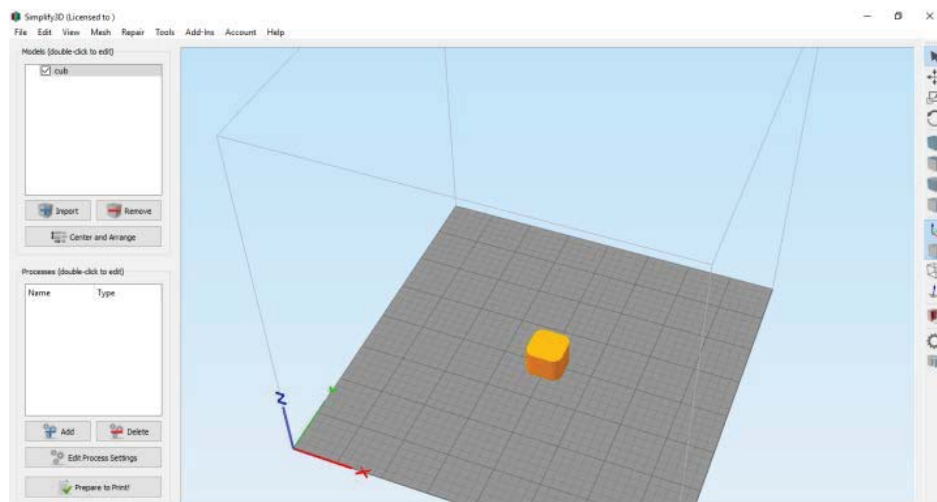 Simplify3D (Licensed to )
File Edit View Mesh Repair Tools Add-Ins Account Help
Models (double-click to edit)
cub
Import Remove
Center and Arrange
Processes (double-click to edit)
Name Type
Add Delete
Edit Process Settings
Prepare to Print!
Z
Y
X